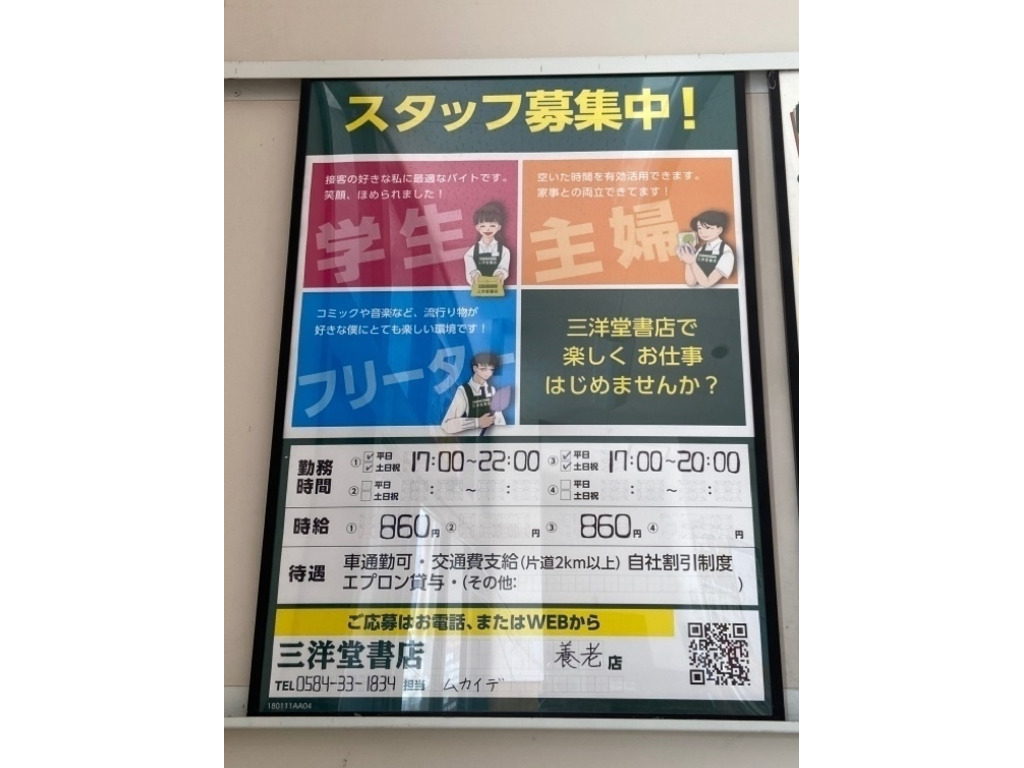 スタッフ募集中！
接客の好きな私に最適なバイトです。
笑顔、ほめられました！
学生
空いた時間を有効活用できます。
家事との両立できてます！
主婦
コミックや音楽など、流行り物が
好きな僕にとても楽しい環境です！
フリーター
三洋堂書店で
楽しく お仕事
はじめませんか？
勤務時間
① 平日 土日祝 17:00～22:00 ③ 平日 土日祝 17:00～20:00
② 平日 土日祝 : ～ : ④ 平日 土日祝 : ～ :
時給 ① 860円 ② 円 ③ 860円 ④ 円
待遇 車通勤可・交通費支給(片道2km以上) 自社割引制度
エプロン貸与・(その他: )
ご応募はお電話、またはWEBから
三洋堂書店 養老店
TEL 0584-33-1834 担当 ムカイデ
180111AA04